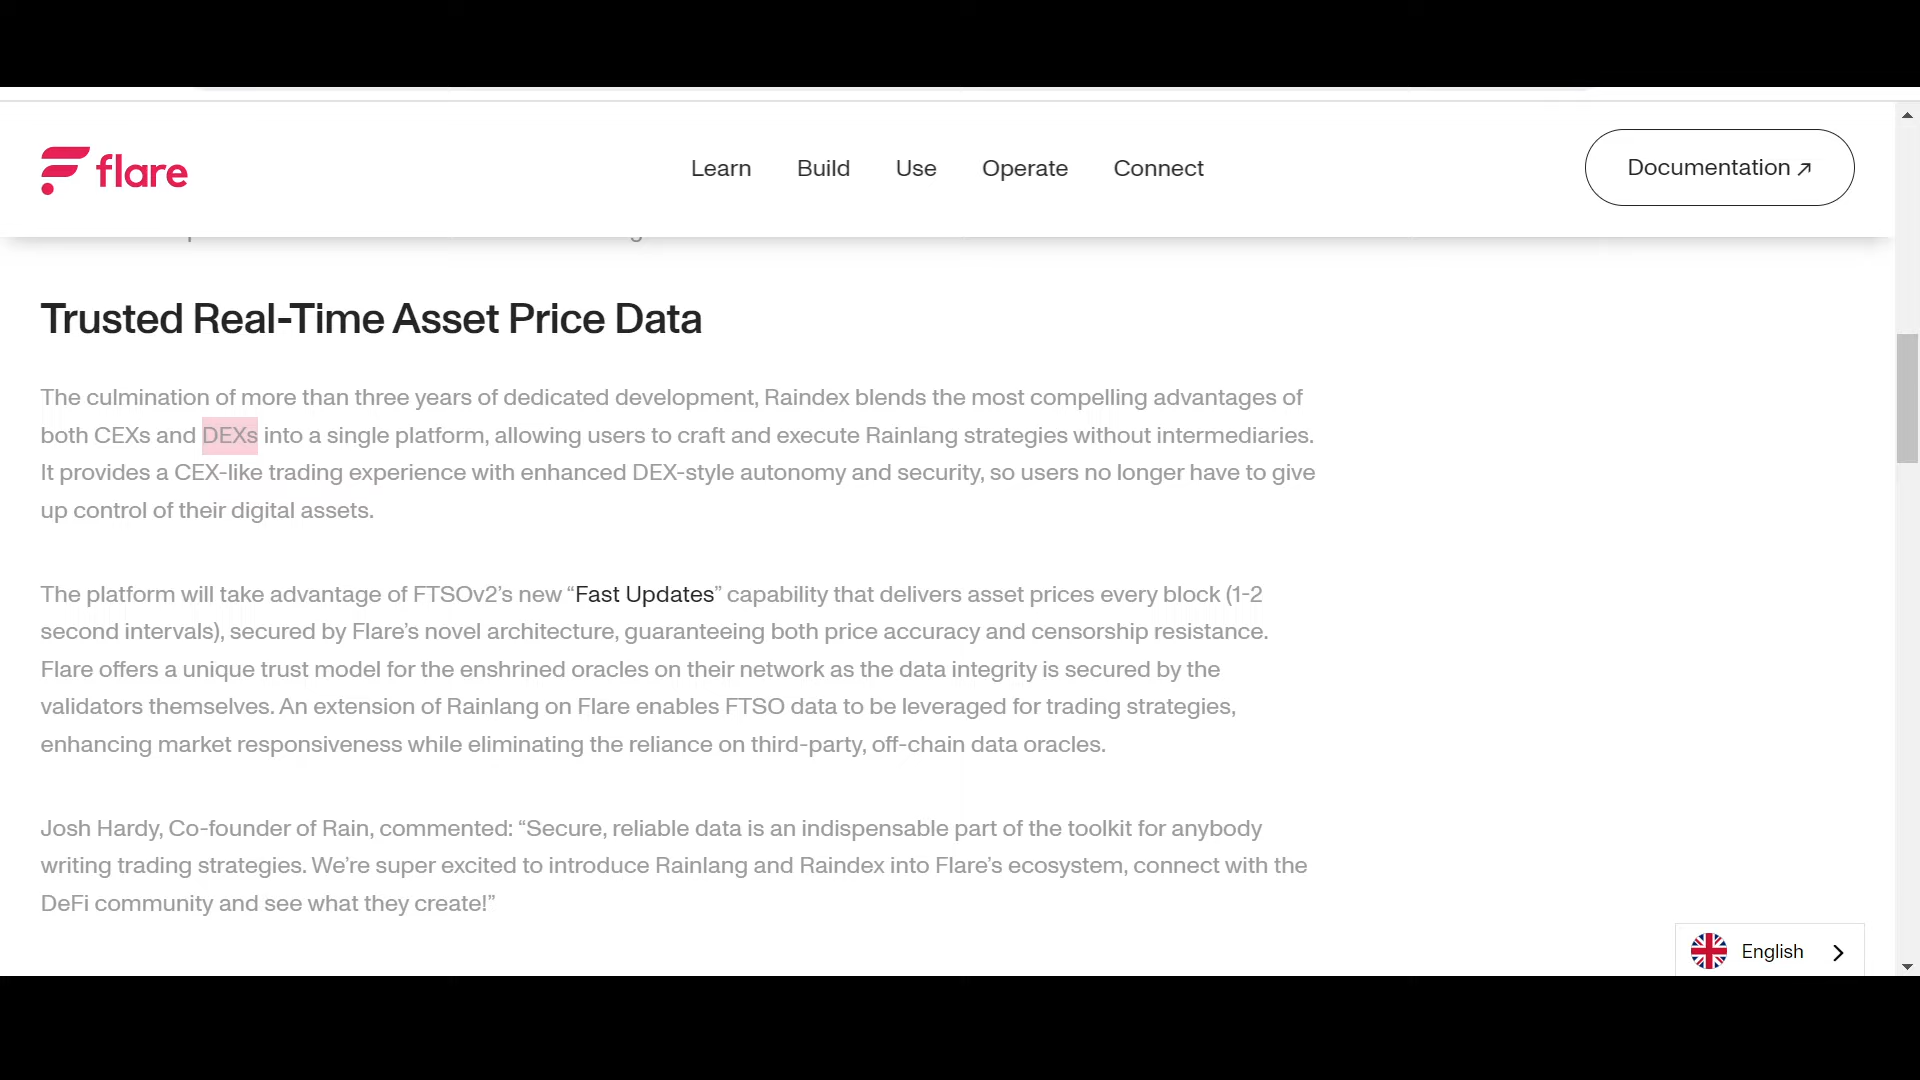 flare
Learn
Build
Use
Operate
Connect
Documentation ↗
Trusted Real-Time Asset Price Data
The culmination of more than three years of dedicated development, Raindex blends the most compelling advantages of
both CEXs and DEXs into a single platform, allowing users to craft and execute Rainlang strategies without intermediaries.
It provides a CEX-like trading experience with enhanced DEX-style autonomy and security, so users no longer have to give
up control of their digital assets.
The platform will take advantage of FTSOv2’s new “Fast Updates” capability that delivers asset prices every block (1-2
second intervals), secured by Flare’s novel architecture, guaranteeing both price accuracy and censorship resistance.
Flare offers a unique trust model for the enshrined oracles on their network as the data integrity is secured by the
validators themselves. An extension of Rainlang on Flare enables FTSO data to be leveraged for trading strategies,
enhancing market responsiveness while eliminating the reliance on third-party, off-chain data oracles.
Josh Hardy, Co-founder of Rain, commented: “Secure, reliable data is an indispensable part of the toolkit for anybody
writing trading strategies. We’re super excited to introduce Rainlang and Raindex into Flare’s ecosystem, connect with the
DeFi community and see what they create!”
English